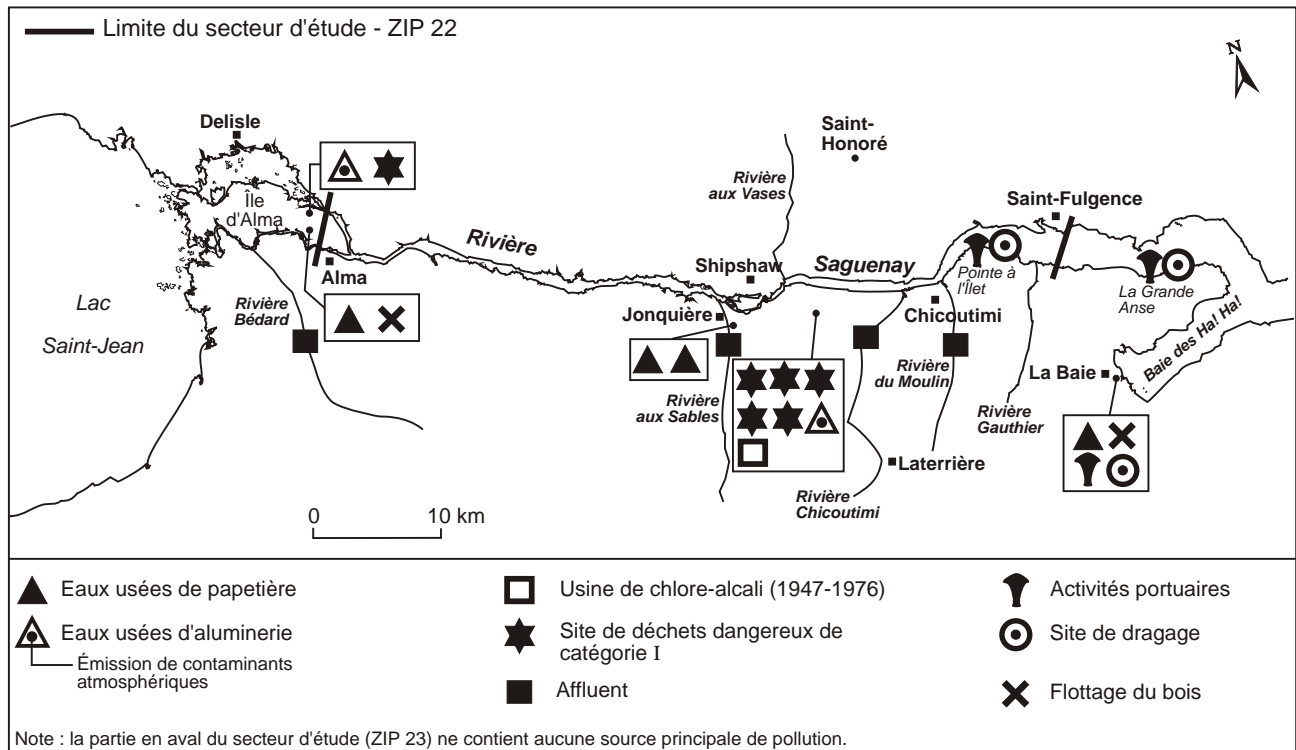 Limite du secteur d'étude - ZIP 22
N
Delisle
Saint-
Honoré
Rivière
aux Vases
Île
d'Alma
Saint-Fulgence
Rivière
Alma
Shipshaw
Saguenay
Pointe à
l'Îlet
La Grande
Anse
Lac
Saint-Jean
Rivière
Bédard
Jonquière
Chicoutimi
Baie des Ha! Ha!
Rivière
du Moulin
La Baie
Rivière
aux Sables
Rivière
Gauthier
Laterrière
Rivière
Chicoutimi
0 10 km
Eaux usées de papetière
Eaux usées d'aluminerie
Émission de contaminants
atmosphériques
Usine de chlore-alcali (1947-1976)
Site de déchets dangereux de
catégorie I
Affluent
Activités portuaires
Site de dragage
Flottage du bois
Note : la partie en aval du secteur d'étude (ZIP 23) ne contient aucune source principale de pollution.